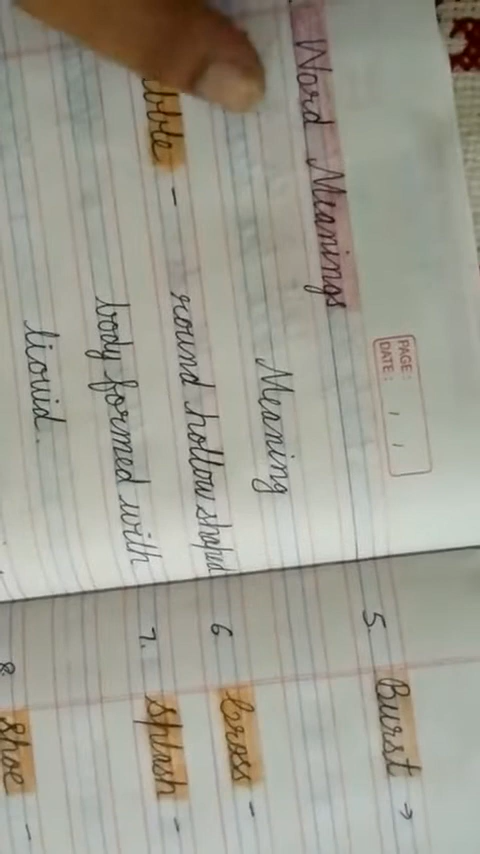 Word Meanings
PAGE:
DATE: / /
Meaning
bble - round hollow shaped
body formed with
liquid.
5. Burst →
6 Cross -
7. Splash -
8. Shoe -